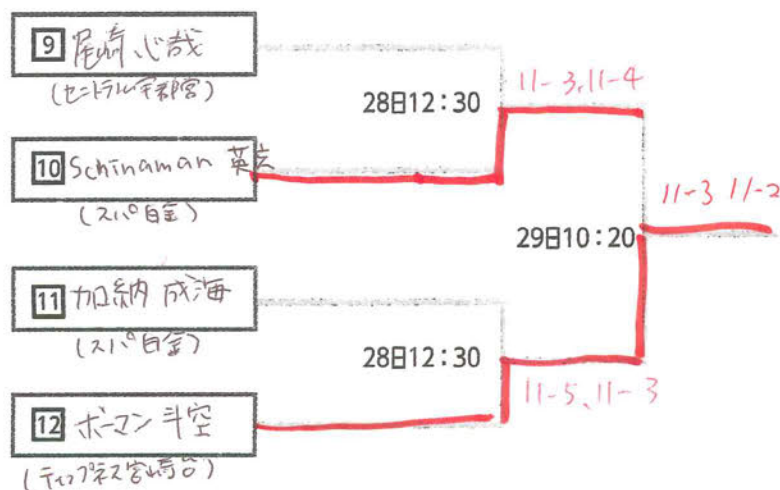 9 尾崎 心哉
(セントラル宇都宮)
28日12:30
11-3、11-4
10 Schinaman 英玄
(スパ白金)
11-3 11-2
29日10:20
11 加納 成海
(スパ白金)
28日12:30
11-5、11-3
12 ボーマン 斗空
(ティップネス宮崎台)